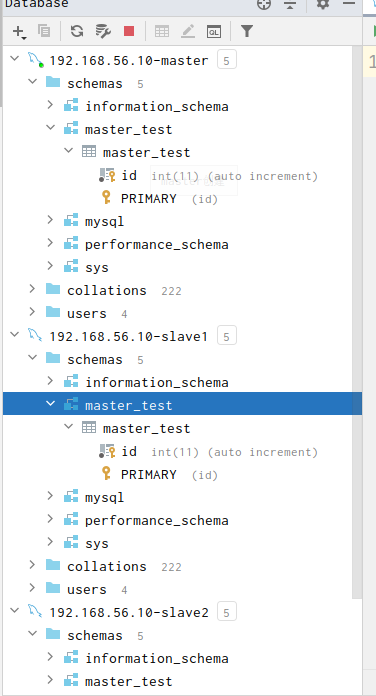 Database
QL
192.168.56.10-master 5
schemas 5
information_schema
master_test
master_test
id int(11) (auto increment)
PRIMARY (id)
mysql
performance_schema
sys
collations 222
users 4
192.168.56.10-slave1 5
schemas 5
information_schema
master_test
master_test
id int(11) (auto increment)
PRIMARY (id)
mysql
performance_schema
sys
collations 222
users 4
192.168.56.10-slave2 5
schemas 5
information_schema
master_test